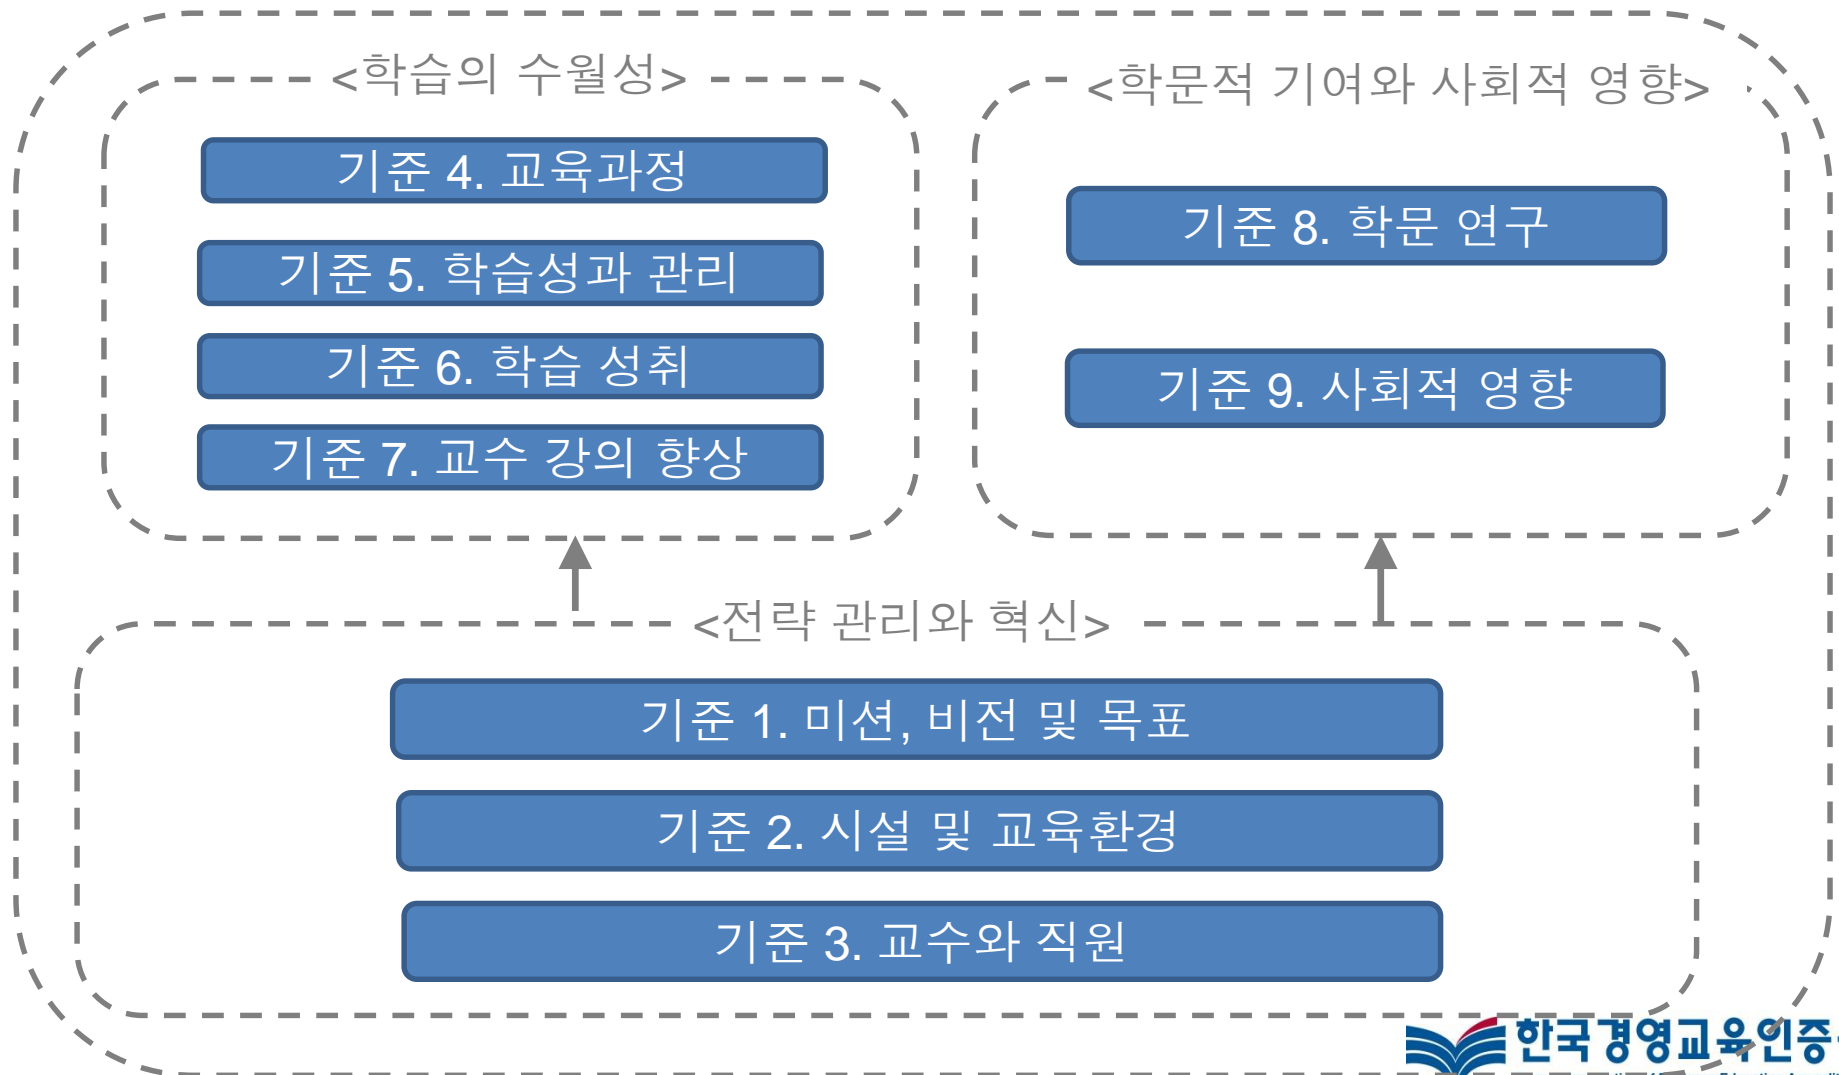 <학습의 수월성>
기준 4. 교육과정
기준 5. 학습성과 관리
기준 6. 학습 성취
기준 7. 교수 강의 향상
<학문적 기여와 사회적 영향>
기준 8. 학문 연구
기준 9. 사회적 영향
<전략 관리와 혁신>
기준 1. 미션, 비전 및 목표
기준 2. 시설 및 교육환경
기준 3. 교수와 직원
한국경영교육인증